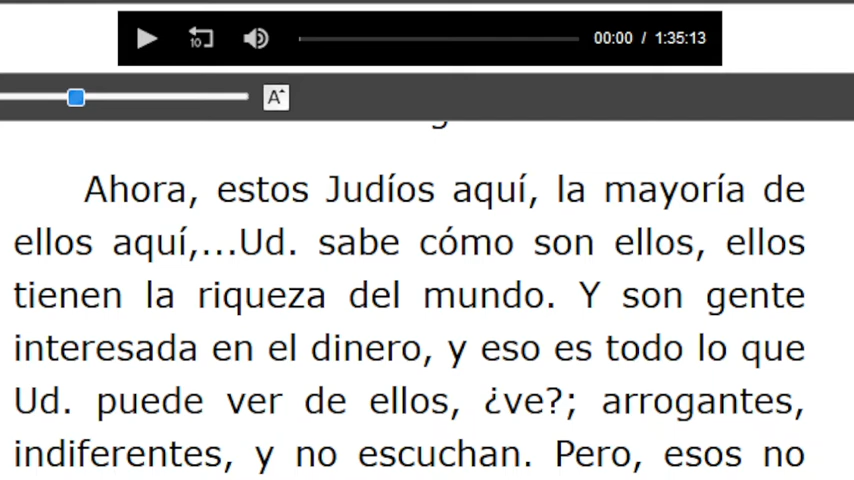 10
00:00 / 1:35:13
A
Ahora, estos Judíos aquí, la mayoría de
ellos aquí,...Ud. sabe cómo son ellos, ellos
tienen la riqueza del mundo. Y son gente
interesada en el dinero, y eso es todo lo que
Ud. puede ver de ellos, ¿ve?; arrogantes,
indiferentes, y no escuchan. Pero, esos no